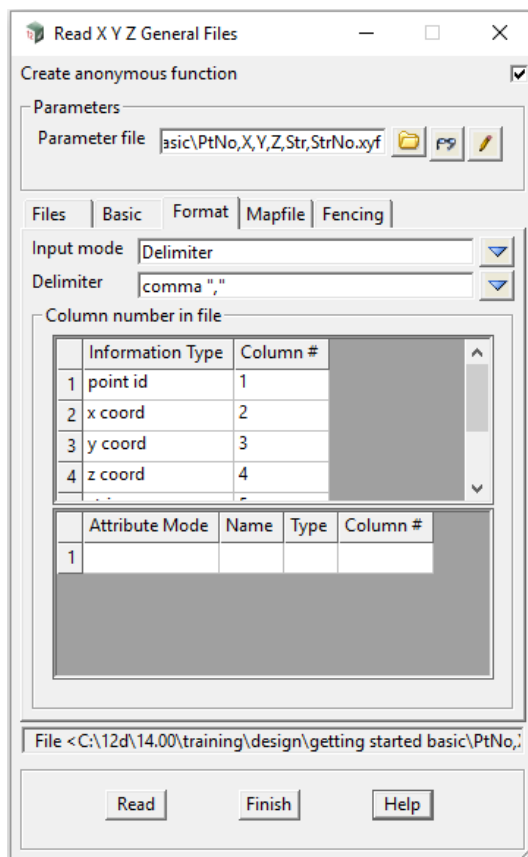 Read X Y Z General Files
Create anonymous function
Parameters
Parameter file asic\PtNo,X,Y,Z,Str,StrNo.xyf
Files Basic Format Mapfile Fencing
Input mode Delimiter
Delimiter comma ","
Column number in file
Information Type Column #
1 point id 1
2 x coord 2
3 y coord 3
4 z coord 4
Attribute Mode Name Type Column #
1
File <C:\12d\14.00\training\design\getting started basic\PtNo,
Read Finish Help